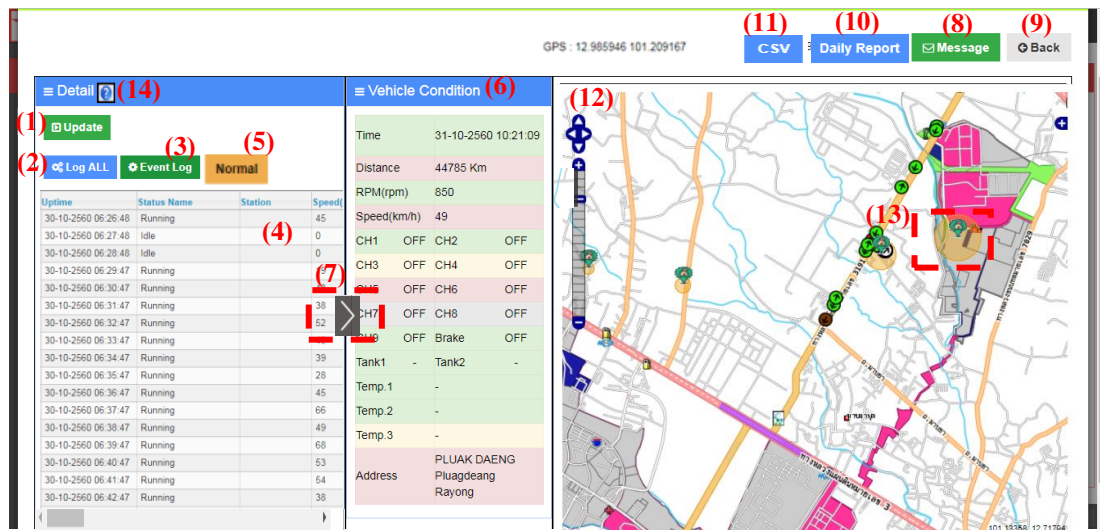 (11) (10) (8) (9)
GPS : 12.985946 101.209167
CSV Daily Report Message Back
Detail (14)
(1) Update
(2) Log ALL (3) Event Log (5) Normal
Uptime Status Name Station Speed(
30-10-2560 06:26:48 Running 45
30-10-2560 06:27:48 Idle (4) 0
30-10-2560 06:28:48 Idle 0
30-10-2560 06:29:47 Running
30-10-2560 06:30:47 Running
30-10-2560 06:31:47 Running 38
30-10-2560 06:32:47 Running 52
30-10-2560 06:33:47 Running
30-10-2560 06:34:47 Running 39
30-10-2560 06:35:47 Running 28
30-10-2560 06:36:47 Running 45
30-10-2560 06:37:47 Running 66
30-10-2560 06:38:47 Running 49
30-10-2560 06:39:47 Running 68
30-10-2560 06:40:47 Running 53
30-10-2560 06:41:47 Running 54
30-10-2560 06:42:47 Running 38
(7)
Vehicle Condition (6)
Time 31-10-2560 10:21:09
Distance 44785 Km
RPM(rpm) 850
Speed(km/h) 49
CH1 OFF CH2 OFF
CH3 OFF CH4 OFF
CH5 OFF CH6 OFF
CH7 OFF CH8 OFF
OFF Brake OFF
Tank1 - Tank2 -
Temp.1 -
Temp.2 -
Temp.3 -
Address PLUAK DAENG
Pluagdeang
Rayong
(12)
(13)
3191
101.13358, 12.71794